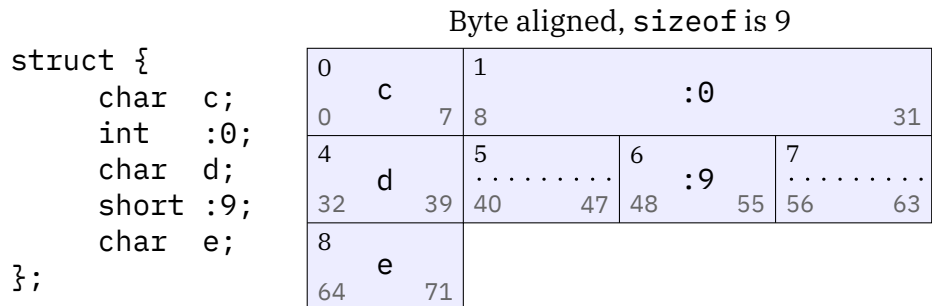 Byte aligned, sizeof is 9
struct {
char c;
int :0;
char d;
short :9;
char e;
};
0 1
c :0
0 7 8 31
4 5 6 7
d ......... :9 .........
32 39 40 47 48 55 56 63
8
e
64 71